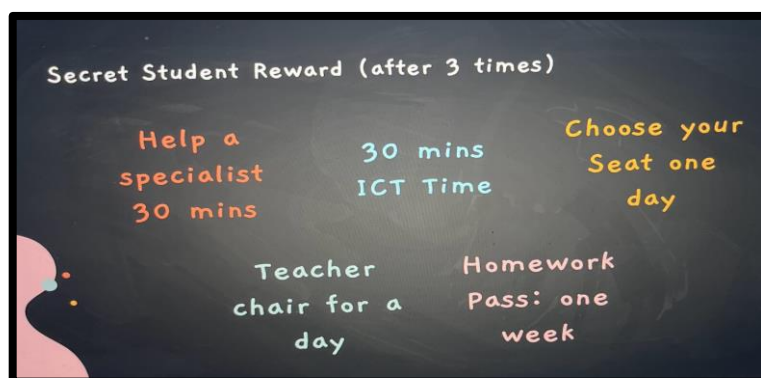 Secret Student Reward (after 3 times)
Help a
specialist
30 mins
30 mins
ICT Time
Choose your
Seat one
day
Teacher
chair for a
day
Homework
Pass: one
week